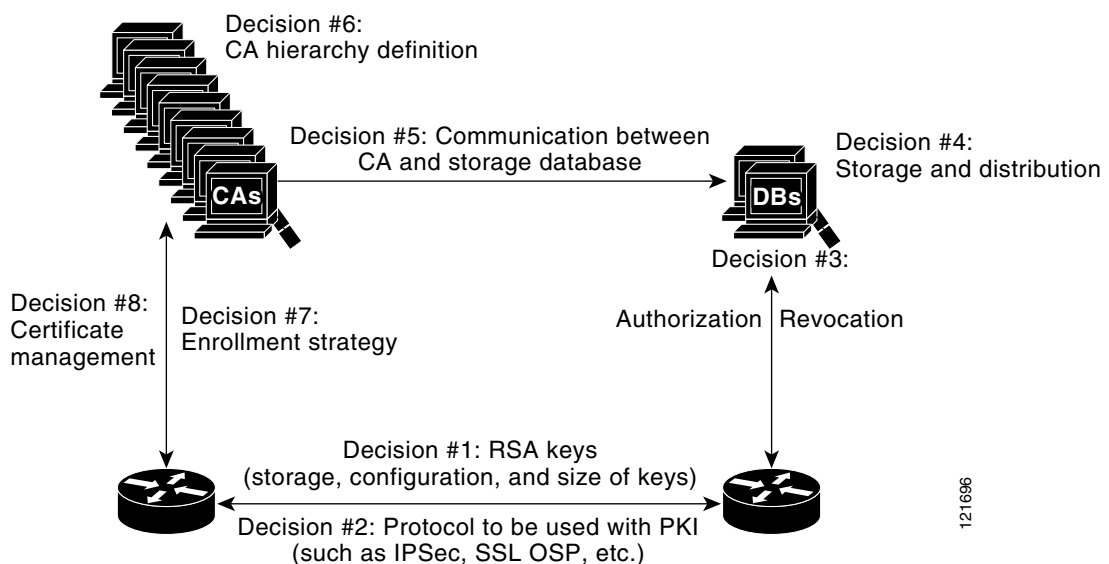 Decision #6:
CA hierarchy definition
Decision #5: Communication between
CA and storage database
Decision #4:
Storage and distribution
CAs
DBs
Decision #3:
Decision #8:
Certificate
management
Decision #7:
Enrollment strategy
Authorization
Revocation
Decision #1: RSA keys
(storage, configuration, and size of keys)
Decision #2: Protocol to be used with PKI
(such as IPSec, SSL OSP, etc.)
121696